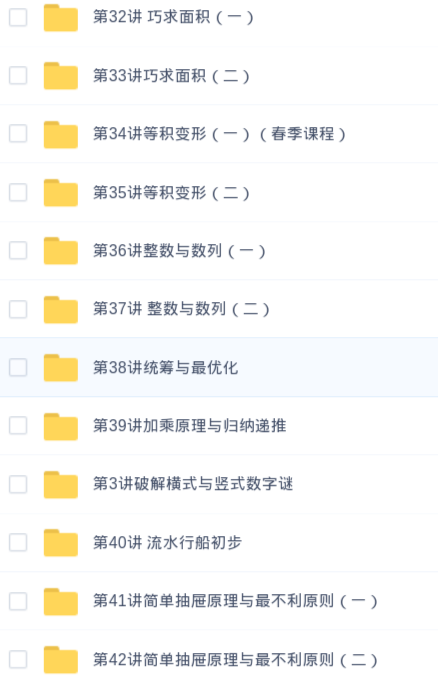 第32讲 巧求面积（一）
第33讲巧求面积（二）
第34讲等积变形（一）（春季课程）
第35讲等积变形（二）
第36讲整数与数列（一）
第37讲 整数与数列（二）
第38讲统筹与最优化
第39讲加乘原理与归纳递推
第3讲破解横式与竖式数字谜
第40讲 流水行船初步
第41讲简单抽屉原理与最不利原则（一）
第42讲简单抽屉原理与最不利原则（二）